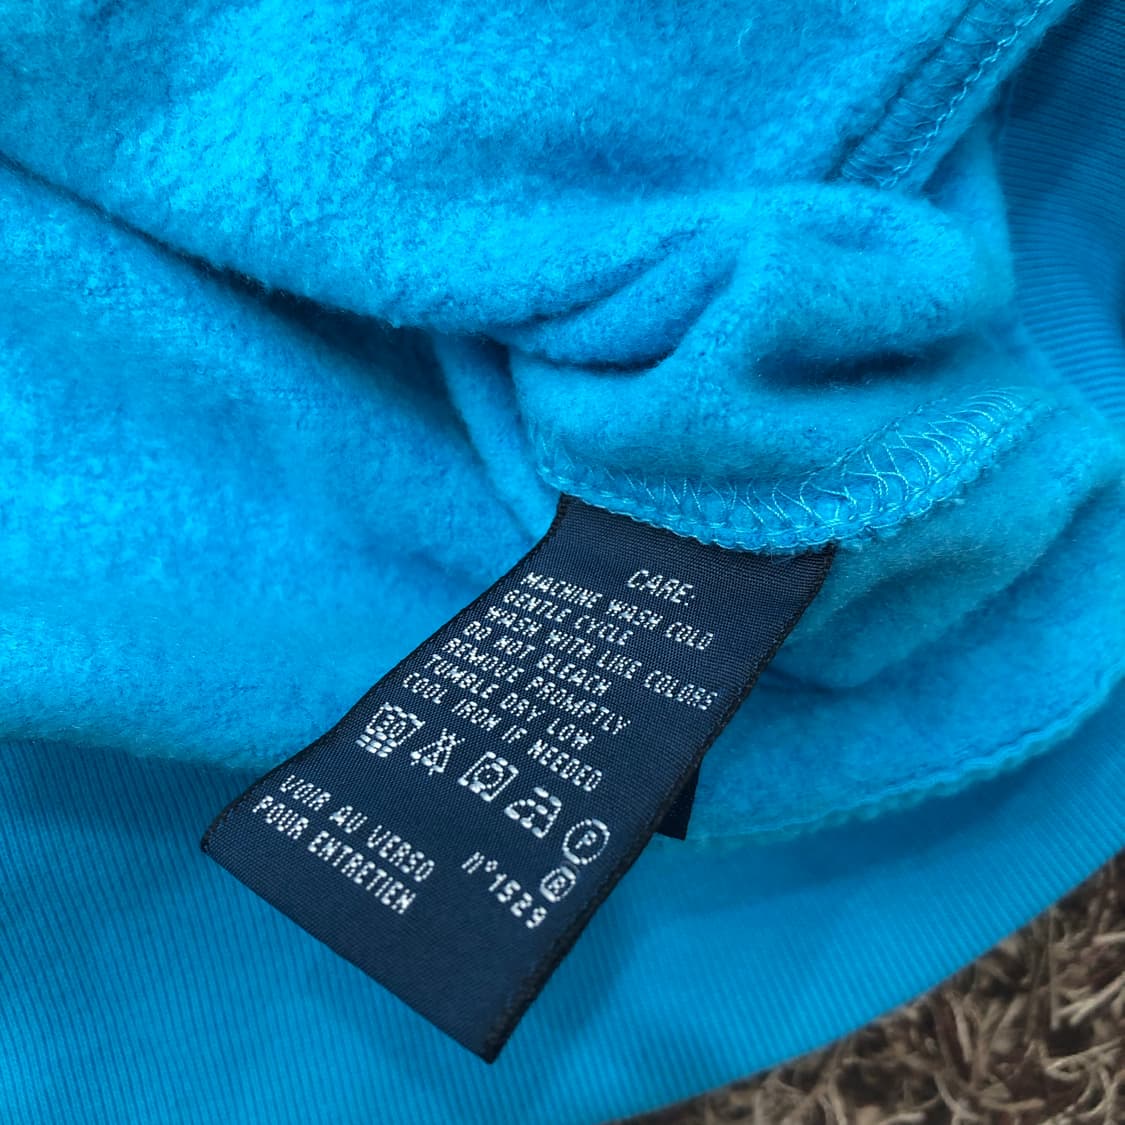 CARE:
MACHINE WASH COLD
GENTLE CYCLE
WASH WITH LIKE COLORS
DO NOT BLEACH
REMOVE PROMPTLY
TUMBLE DRY LOW
COOL IRON IF NEEDED
30
P
VOIR AU VERSO
POUR ENTRETIEN
n°1529